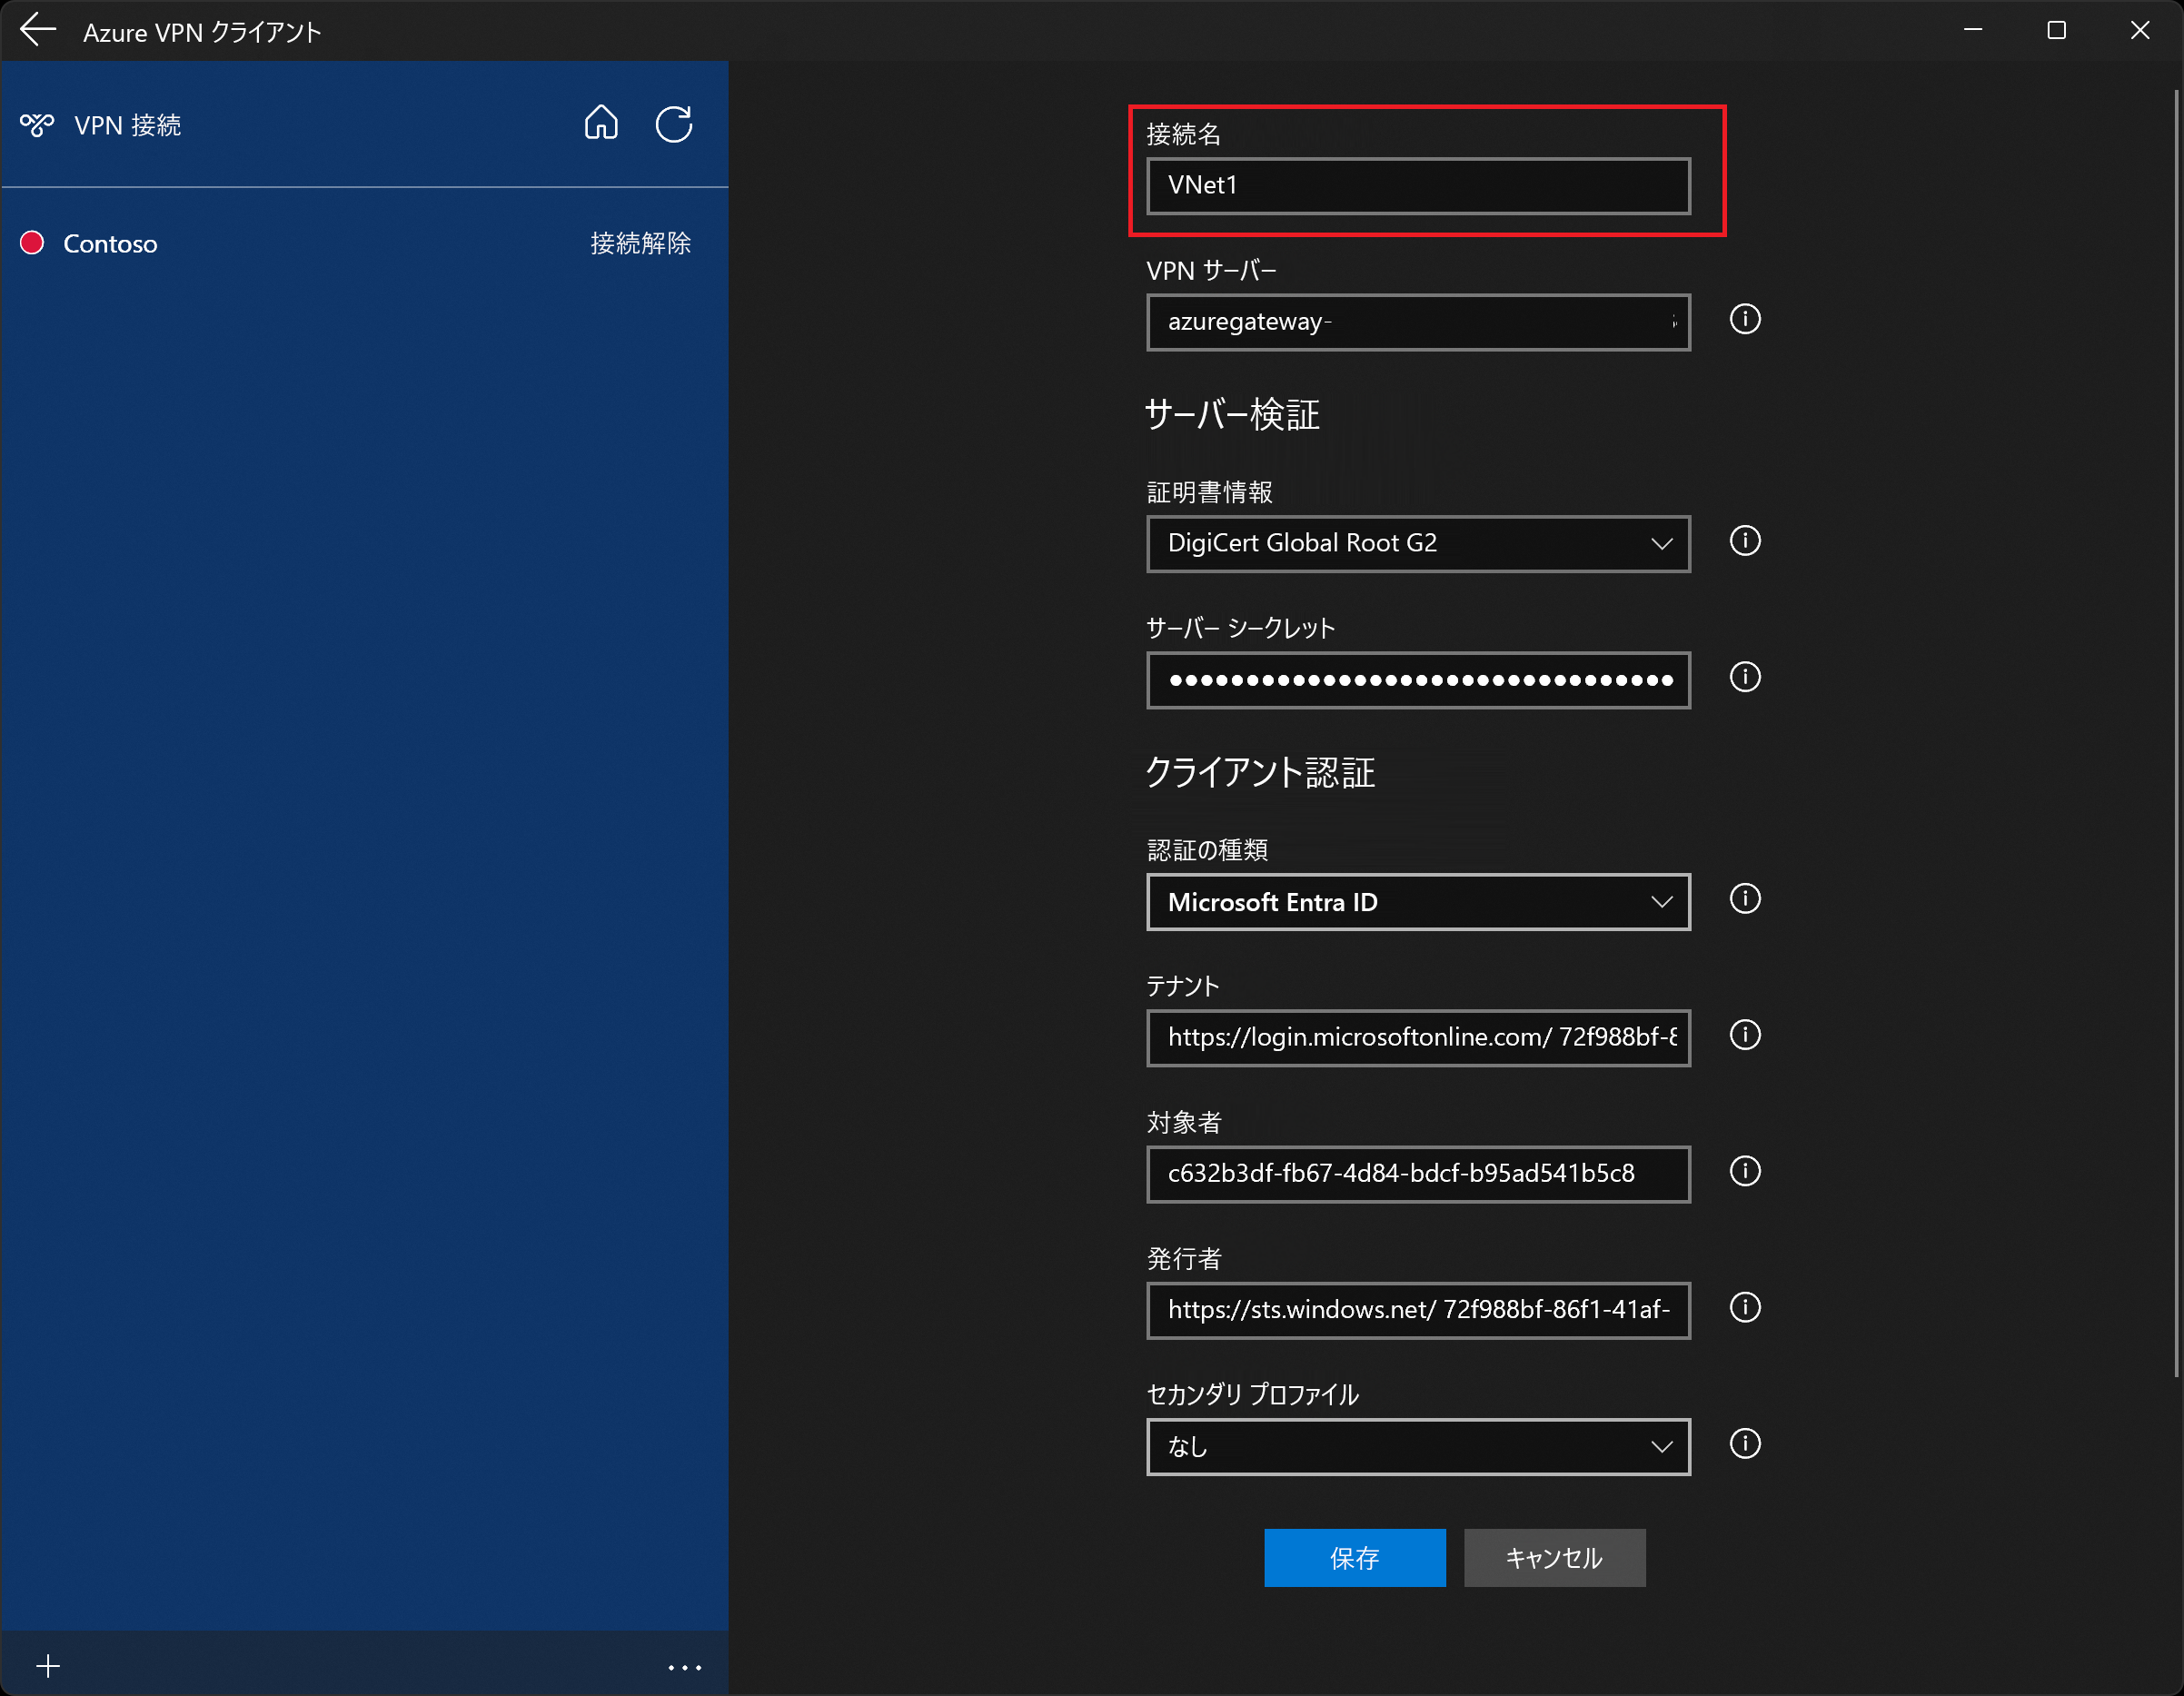 Azure VPN クライアント
VPN 接続
Contoso
接続解除
接続名
VNet1
VPN サーバー
azuregateway-
サーバー検証
証明書情報
DigiCert Global Root G2
サーバー シークレット
クライアント認証
認証の種類
Microsoft Entra ID
テナント
https://login.microsoftonline.com/ 72f988bf-8
対象者
c632b3df-fb67-4d84-bdcf-b95ad541b5c8
発行者
https://sts.windows.net/ 72f988bf-86f1-41af-
セカンダリ プロファイル
なし
保存
キャンセル